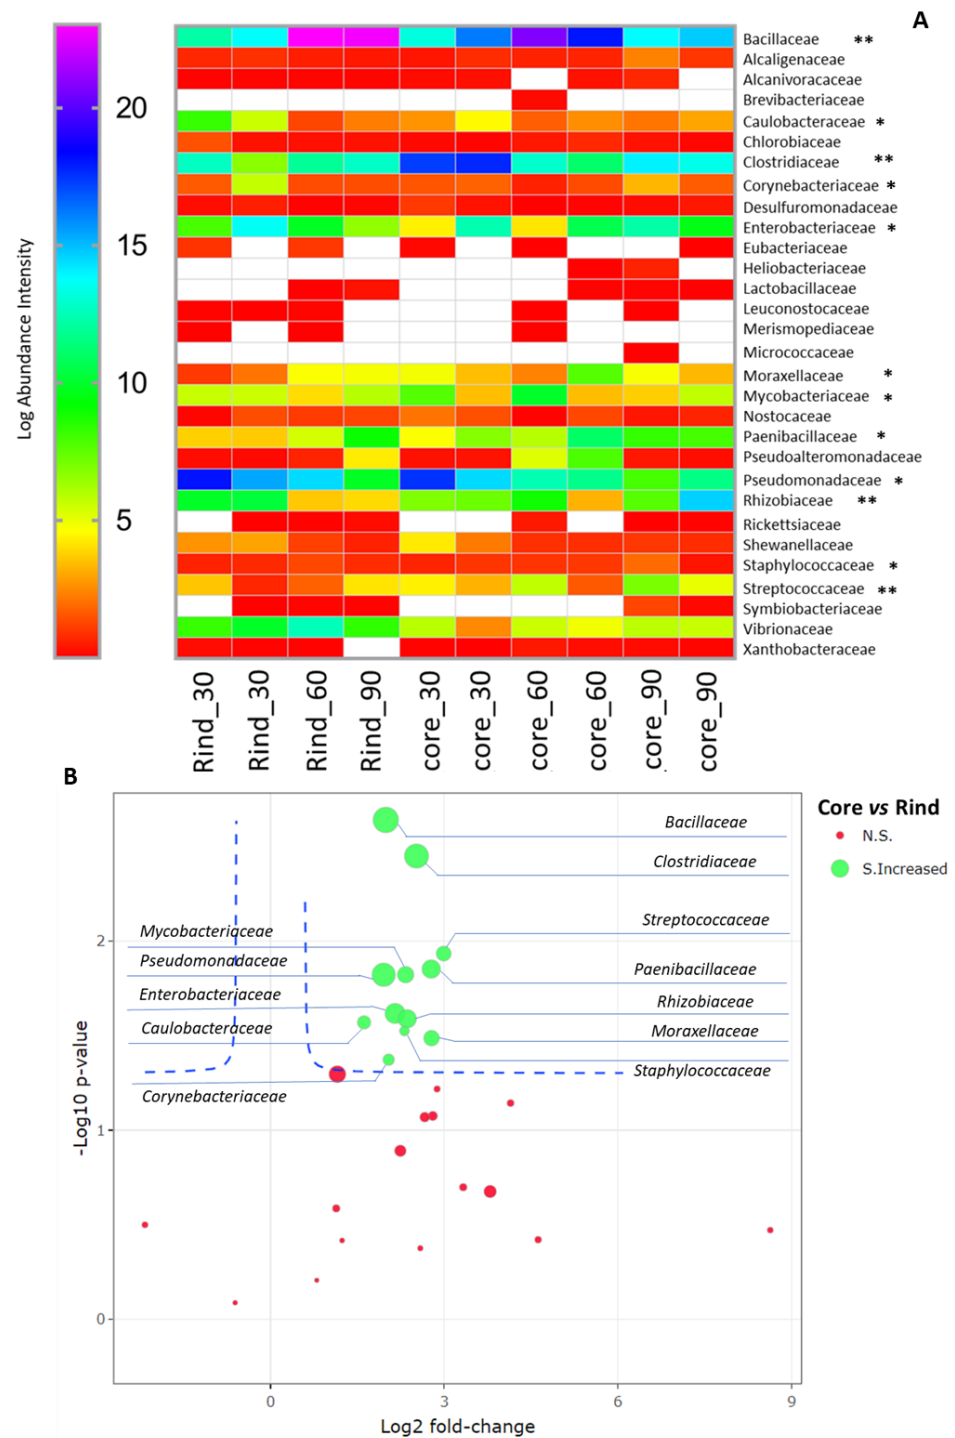 A
Bacillaceae **
Alcaligenaceae
Alcanivoracaceae
Brevibacteriaceae
Caulobacteraceae *
Chlorobiaceae
Clostridiaceae **
Corynebacteriaceae *
Desulfuromonadaceae
Enterobacteriaceae *
Eubacteriaceae
Heliobacteriaceae
Lactobacillaceae
Leuconostocaceae
Merismopediaceae
Micrococcaceae
Moraxellaceae *
Mycobacteriaceae *
Nostocaceae
Paenibacillaceae *
Pseudoalteromonadaceae
Pseudomonadaceae *
Rhizobiaceae **
Rickettsiaceae
Shewanellaceae
Staphylococcaceae *
Streptococcaceae **
Symbiobacteriaceae
Vibrionaceae
Xanthobacteraceae
Log Abundance Intensity
20
15
10
5
Rind_30
Rind_30
Rind_60
Rind_90
core_30
core_30
core_60
core_60
core_90
core_90
B
Core vs Rind
N.S.
S.Increased
Bacillaceae
Clostridiaceae
Streptococcaceae
Mycobacteriaceae
Pseudomonadaceae
Paenibacillaceae
Enterobacteriaceae
Rhizobiaceae
Caulobacteraceae
Moraxellaceae
Staphylococcaceae
Corynebacteriaceae
-Log10 p-value
2
1
0
0 3 6 9
Log2 fold-change